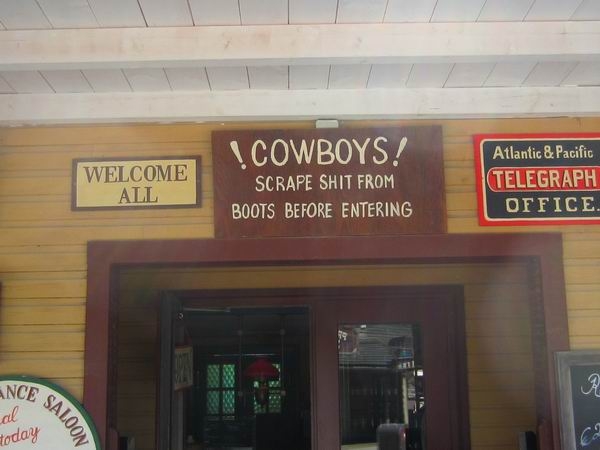 WELCOME
ALL
!COWBOYS!
SCRAPE SHIT FROM
BOOTS BEFORE ENTERING
Atlantic & Pacific
TELEGRAPH
OFFICE.
ANCE SALOON
today